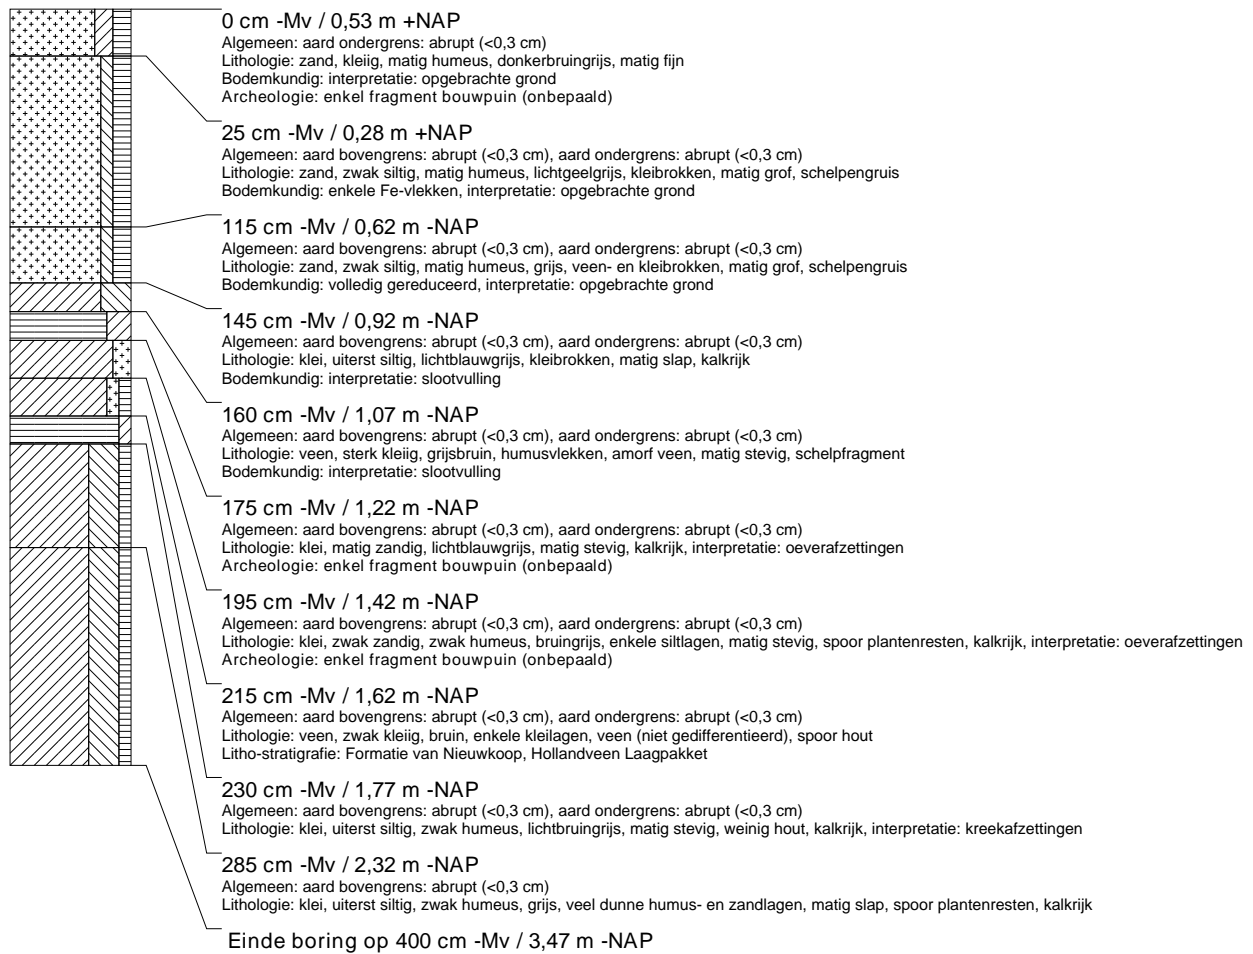 0 cm -Mv / 0,53 m +NAP
Algemeen: aard ondergrens: abrupt (<0,3 cm)
Lithologie: zand, kleiig, matig humeus, donkerbruingrijs, matig fijn
Bodemkundig: interpretatie: opgebrachte grond
Archeologie: enkel fragment bouwpuin (onbepaald)
25 cm -Mv / 0,28 m +NAP
Algemeen: aard bovengrens: abrupt (<0,3 cm), aard ondergrens: abrupt (<0,3 cm)
Lithologie: zand, zwak siltig, matig humeus, lichtgeelgrijs, kleibrokken, matig grof, schelpengruis
Bodemkundig: enkele Fe-vlekken, interpretatie: opgebrachte grond
115 cm -Mv / 0,62 m -NAP
Algemeen: aard bovengrens: abrupt (<0,3 cm), aard ondergrens: abrupt (<0,3 cm)
Lithologie: zand, zwak siltig, matig humeus, grijs, veen- en kleibrokken, matig grof, schelpengruis
Bodemkundig: volledig gereduceerd, interpretatie: opgebrachte grond
145 cm -Mv / 0,92 m -NAP
Algemeen: aard bovengrens: abrupt (<0,3 cm), aard ondergrens: abrupt (<0,3 cm)
Lithologie: klei, uiterst siltig, lichtblauwgrijs, kleibrokken, matig slap, kalkrijk
Bodemkundig: interpretatie: slootvulling
160 cm -Mv / 1,07 m -NAP
Algemeen: aard bovengrens: abrupt (<0,3 cm), aard ondergrens: abrupt (<0,3 cm)
Lithologie: veen, sterk kleiig, grijsbruin, humusvlekken, amorf veen, matig stevig, schelpfragment
Bodemkundig: interpretatie: slootvulling
175 cm -Mv / 1,22 m -NAP
Algemeen: aard bovengrens: abrupt (<0,3 cm), aard ondergrens: abrupt (<0,3 cm)
Lithologie: klei, matig zandig, lichtblauwgrijs, matig stevig, kalkrijk, interpretatie: oeverafzettingen
Archeologie: enkel fragment bouwpuin (onbepaald)
195 cm -Mv / 1,42 m -NAP
Algemeen: aard bovengrens: abrupt (<0,3 cm), aard ondergrens: abrupt (<0,3 cm)
Lithologie: klei, zwak zandig, zwak humeus, bruingrijs, enkele siltlagen, matig stevig, spoor plantenresten, kalkrijk, interpretatie: oeverafzettingen
Archeologie: enkel fragment bouwpuin (onbepaald)
215 cm -Mv / 1,62 m -NAP
Algemeen: aard bovengrens: abrupt (<0,3 cm), aard ondergrens: abrupt (<0,3 cm)
Lithologie: veen, zwak kleiig, bruin, enkele kleilagen, veen (niet gedifferentieerd), spoor hout
Litho-stratigrafie: Formatie van Nieuwkoop, Hollandveen Laagpakket
230 cm -Mv / 1,77 m -NAP
Algemeen: aard bovengrens: abrupt (<0,3 cm), aard ondergrens: abrupt (<0,3 cm)
Lithologie: klei, uiterst siltig, zwak humeus, lichtbruingrijs, matig stevig, weinig hout, kalkrijk, interpretatie: kreekafzettingen
285 cm -Mv / 2,32 m -NAP
Algemeen: aard bovengrens: abrupt (<0,3 cm)
Lithologie: klei, uiterst siltig, zwak humeus, grijs, veel dunne humus- en zandlagen, matig slap, spoor plantenresten, kalkrijk
Einde boring op 400 cm -Mv / 3,47 m -NAP